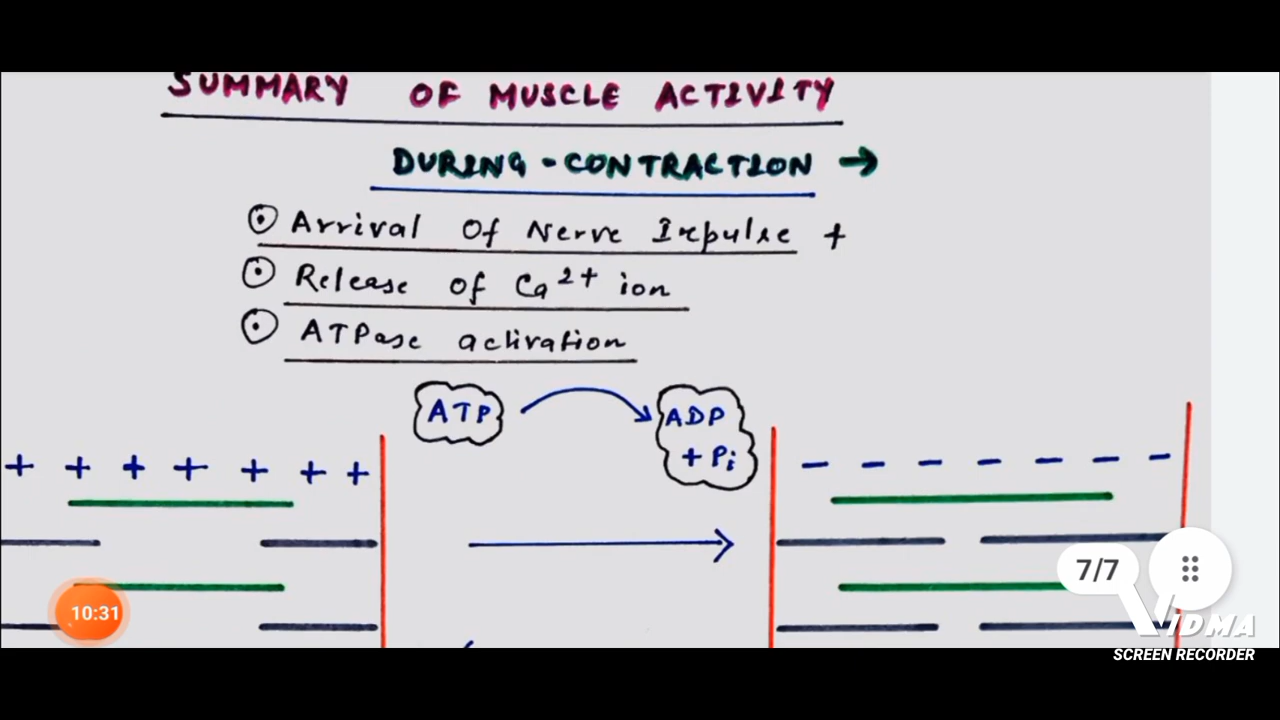 SUMMARY OF MUSCLE ACTIVITY
DURING-CONTRACTION →
⊙ Arrival Of Nerve Impulse +
⊙ Release of Ca²⁺ ion
⊙ ATPase activation
ATP
ADP
+ Pi
+ + + + + + +
- - - - - - -
7/7
10:31
VIDMA
SCREEN RECORDER